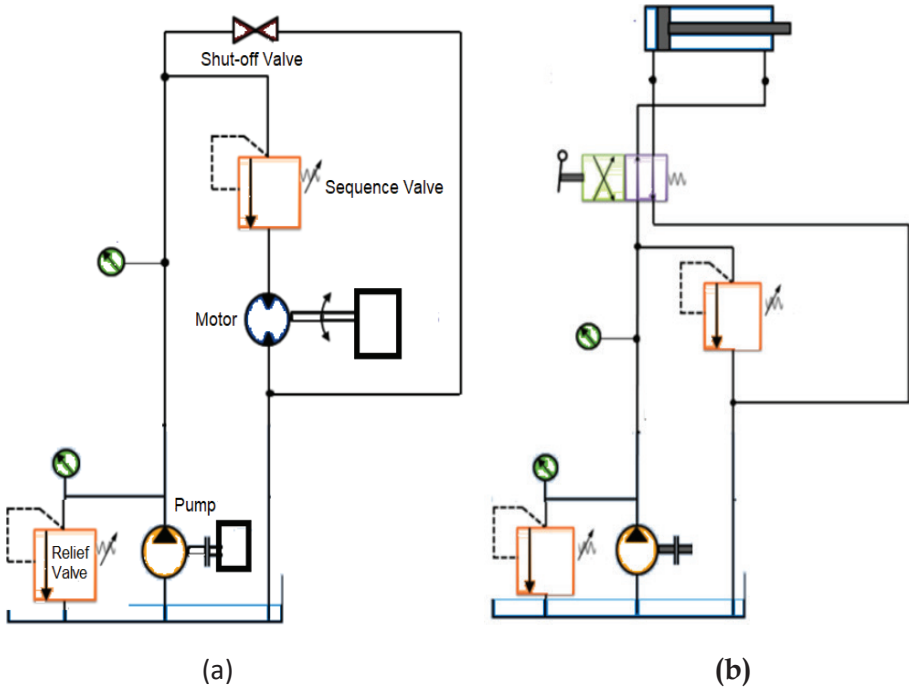 Shut-off Valve
Sequence Valve
Motor
Pump
Relief
Valve
(a)
(b)